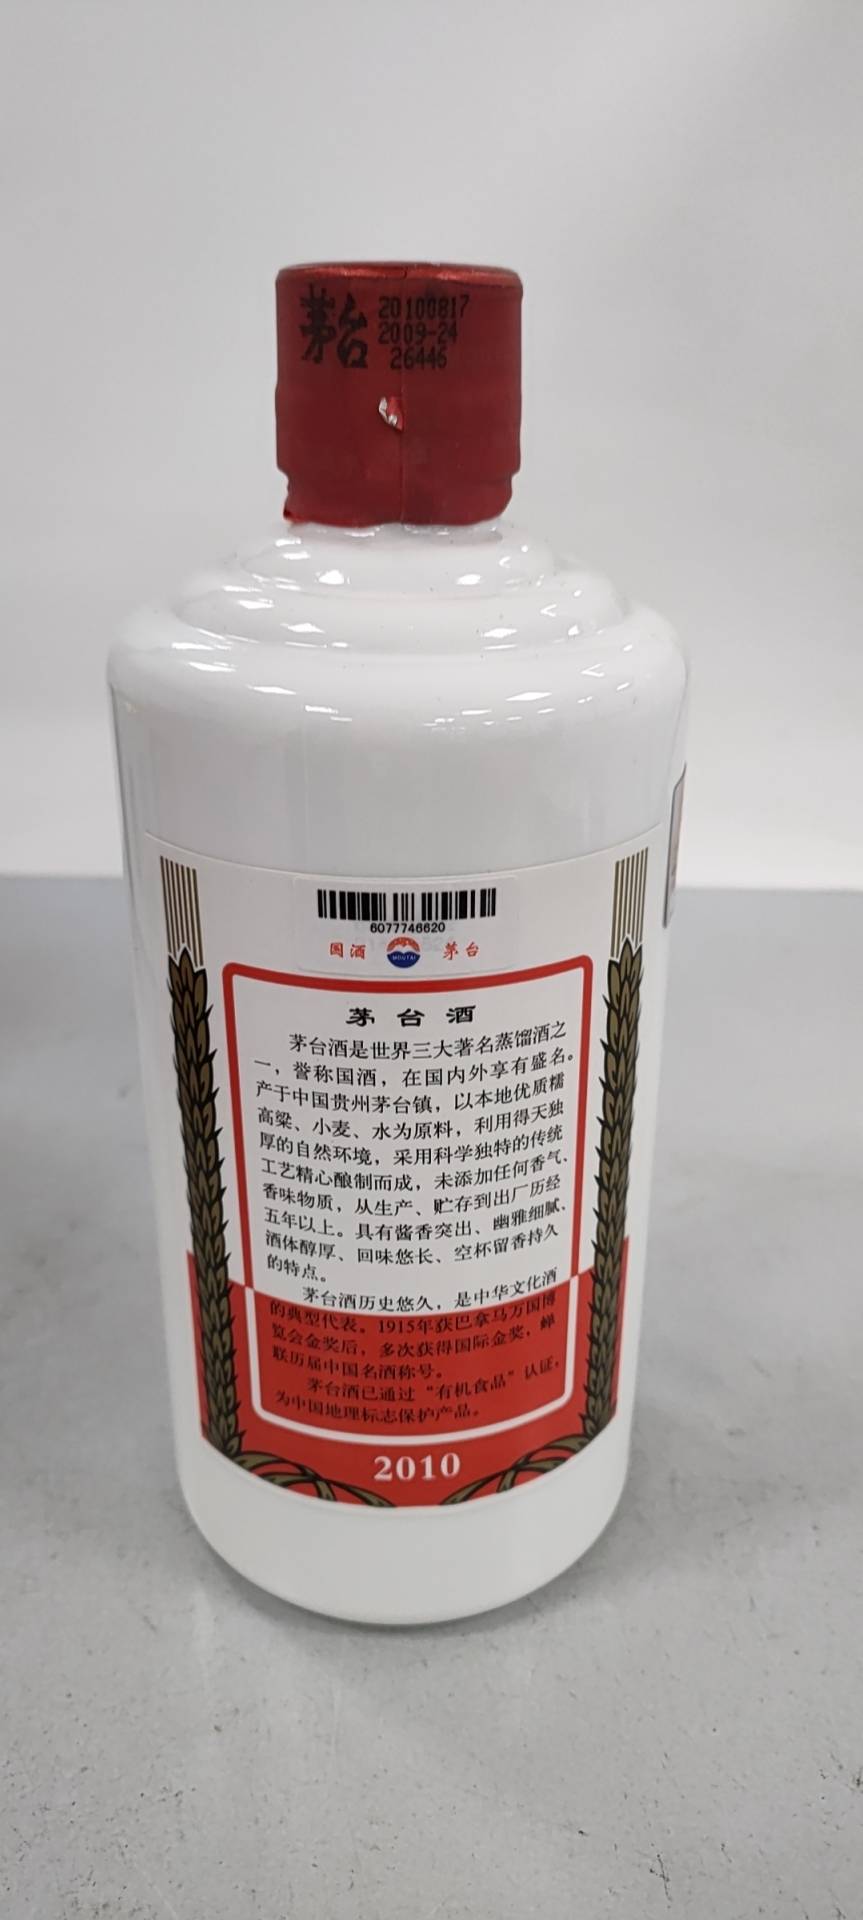 茅台
20100817
2009-24
26446
6077746620
国酒 MOUTAI 茅台
茅台酒
茅台酒是世界三大著名蒸馏酒之
一，誉称国酒，在国内外享有盛名。
产于中国贵州茅台镇，以本地优质糯
高粱、小麦、水为原料，利用得天独
厚的自然环境，采用科学独特的传统
工艺精心酿制而成，未添加任何香气、
香味物质，从生产、贮存到出厂历经
五年以上。具有酱香突出、幽雅细腻、
酒体醇厚、回味悠长、空杯留香持久
的特点。
茅台酒历史悠久，是中华文化酒
的典型代表。1915年获巴拿马万国博
览会金奖后，多次获得国际金奖，蝉
联历届中国名酒称号。
茅台酒已通过“有机食品”认证，
为中国地理标志保护产品。
2010